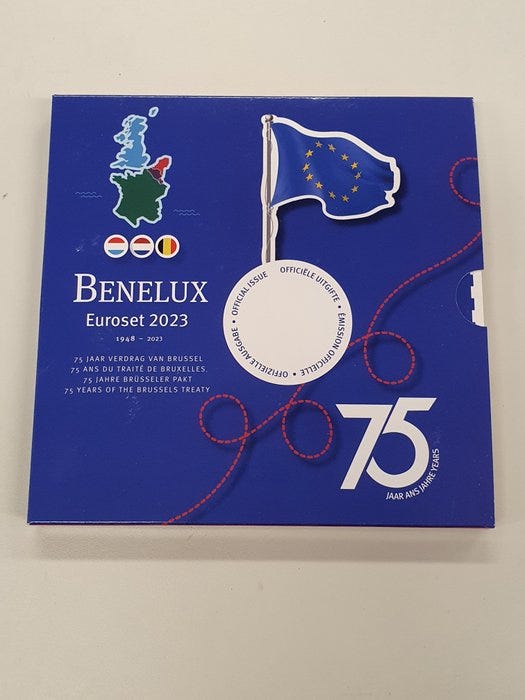 BENELUX
Euroset 2023
1948 – 2023
75 JAAR VERDRAG VAN BRUSSEL
75 ANS DU TRAITÉ DE BRUXELLES.
75 JAHRE BRÜSSELER PAKT
75 YEARS OF THE BRUSSELS TREATY
OFFICIAL ISSUE
OFFICIËLE UITGIFTE •
ÉMISSION OFFICIELLE •
OFFIZIELLE AUSGABE •
75
JAAR ANS JAHRE YEARS